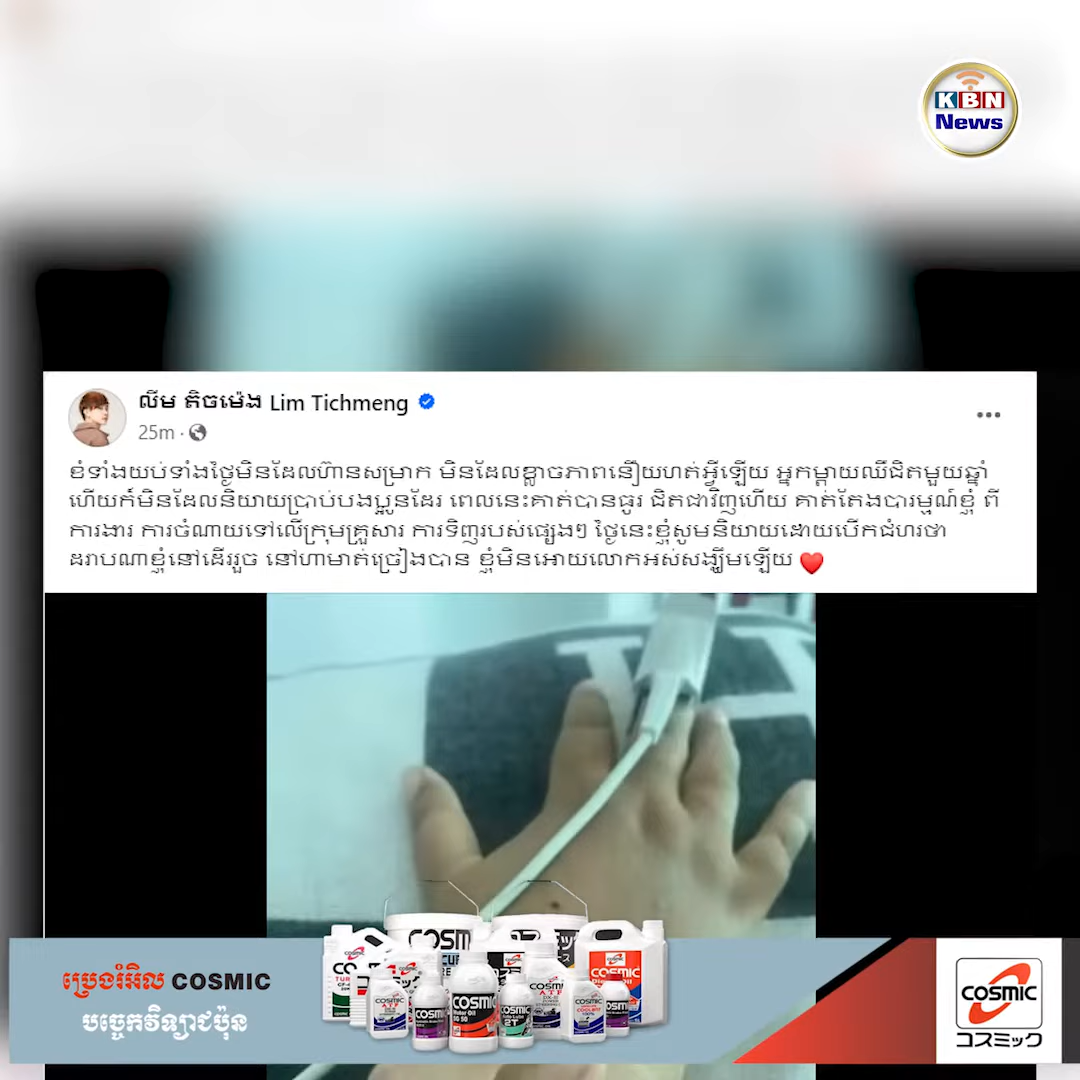 KBN
News
លីម តិចម៉េង Lim Tichmeng
25m
ខំទាំងយប់ទាំងថ្ងៃមិនដែលហ៊ានសម្រាក មិនដែលខ្លាចភាពនឿយហត់អ្វីឡើយ អ្នកម្ដាយឈឺជិតមួយឆ្នាំ
ហើយក៍មិនដែលនិយាយប្រាប់បងប្អូនដែរ ពេលនេះគាត់បានធូរ ជិតជាវិញហើយ គាត់តែងបារម្មណ៍ខ្ញុំ ពី
ការងារ ការចំណាយទៅលើក្រុមគ្រួសារ ការទិញរបស់ផ្សេងៗ ថ្ងៃនេះខ្ញុំសូមនិយាយដោយបើកជំហរថា
ដរាបណាខ្ញុំនៅដើររួច នៅហាមាត់ច្រៀងបាន ខ្ញុំមិនអោយលោកអស់សង្ឃឹមឡើយ ❤️
ប្រេងរំអិល COSMIC
បច្ចេកវិទ្យាជប៉ុន
COSMIC
コスミック